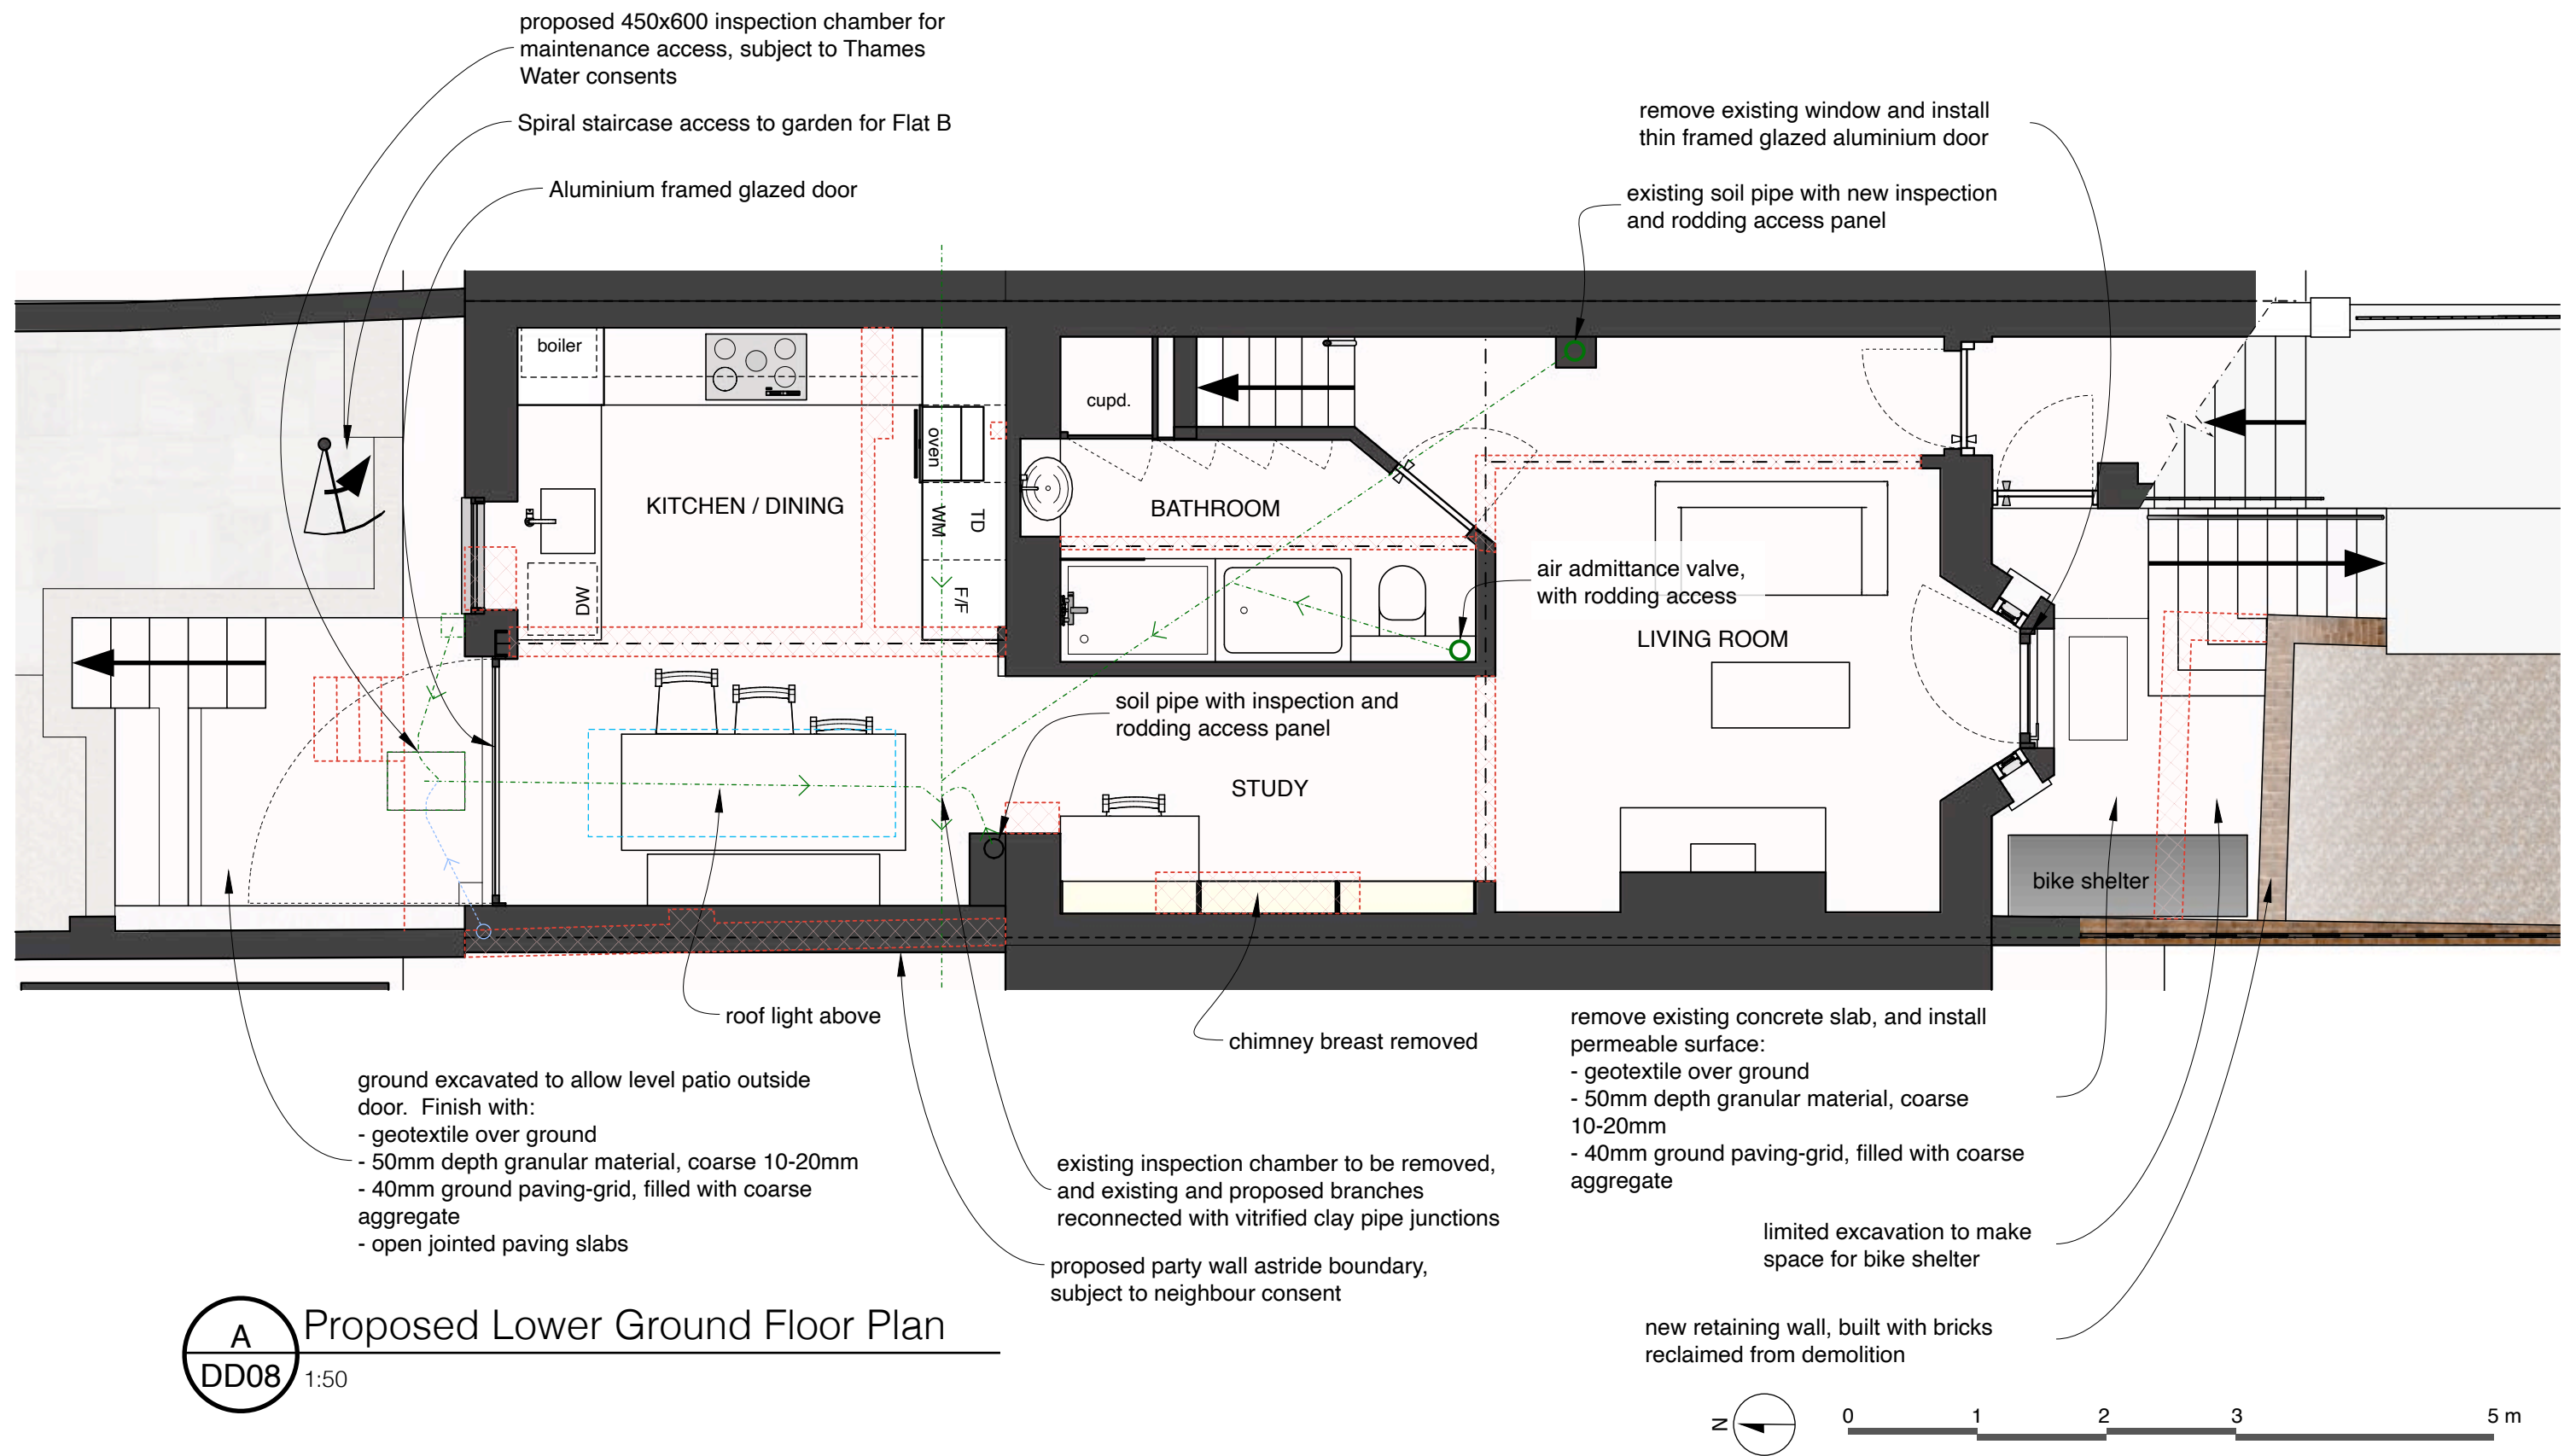 proposed 450x600 inspection chamber for
maintenance access, subject to Thames
Water consents
Spiral staircase access to garden for Flat B
Aluminium framed glazed door
remove existing window and install
thin framed glazed aluminium door
existing soil pipe with new inspection
and rodding access panel
boiler
cupd.
oven
KITCHEN / DINING
BATHROOM
WM
TD
DW
F/F
air admittance valve,
with rodding access
LIVING ROOM
soil pipe with inspection and
rodding access panel
STUDY
bike shelter
roof light above
chimney breast removed
ground excavated to allow level patio outside
door.  Finish with:
- geotextile over ground
- 50mm depth granular material, coarse 10-20mm
- 40mm ground paving-grid, filled with coarse
aggregate
- open jointed paving slabs
existing inspection chamber to be removed,
and existing and proposed branches
reconnected with vitrified clay pipe junctions
proposed party wall astride boundary,
subject to neighbour consent
remove existing concrete slab, and install
permeable surface:
- geotextile over ground
- 50mm depth granular material, coarse
10-20mm
- 40mm ground paving-grid, filled with coarse
aggregate
limited excavation to make
space for bike shelter
new retaining wall, built with bricks
reclaimed from demolition
A
DD08
Proposed Lower Ground Floor Plan
1:50
N
0 1 2 3 5 m